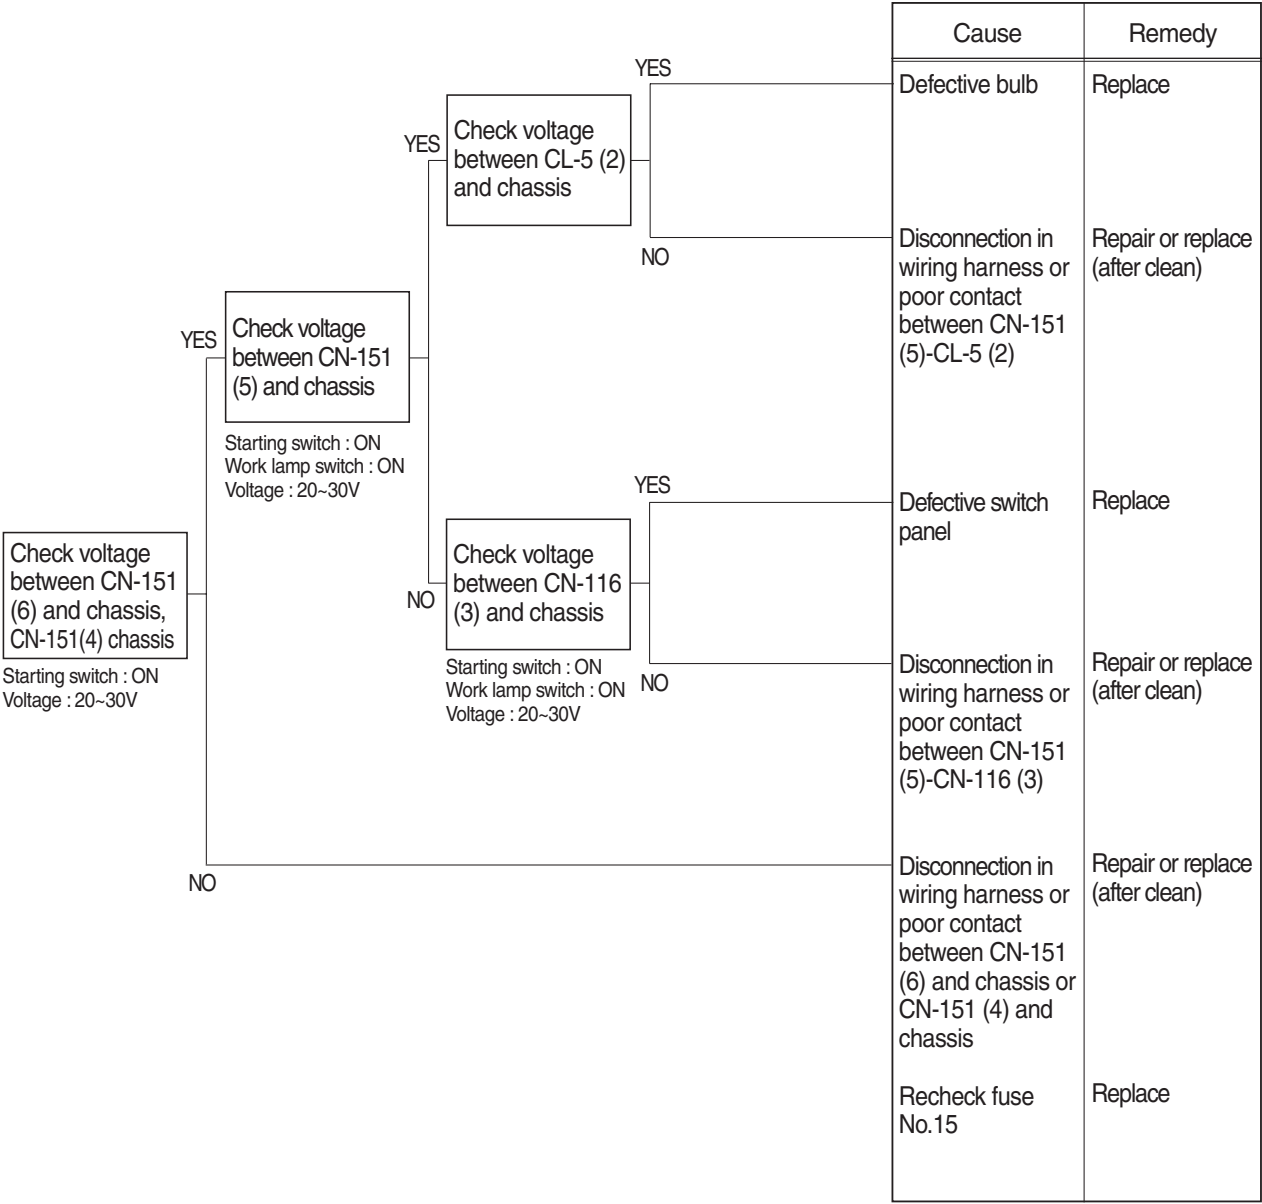 Cause
Remedy
YES
Defective bulb
Replace
YES
Check voltage
between CL-5 (2)
and chassis
NO
Disconnection in
wiring harness or
poor contact
between CN-151
(5)-CL-5 (2)
Repair or replace
(after clean)
YES
Check voltage
between CN-151
(5) and chassis
Starting switch : ON
Work lamp switch : ON
Voltage : 20~30V
YES
Defective switch
panel
Replace
NO
Check voltage
between CN-116
(3) and chassis
Starting switch : ON
Work lamp switch : ON
Voltage : 20~30V
NO
Disconnection in
wiring harness or
poor contact
between CN-151
(5)-CN-116 (3)
Repair or replace
(after clean)
Check voltage
between CN-151
(6) and chassis,
CN-151(4) chassis
Starting switch : ON
Voltage : 20~30V
NO
Disconnection in
wiring harness or
poor contact
between CN-151
(6) and chassis or
CN-151 (4) and
chassis
Repair or replace
(after clean)
Recheck fuse
No.15
Replace